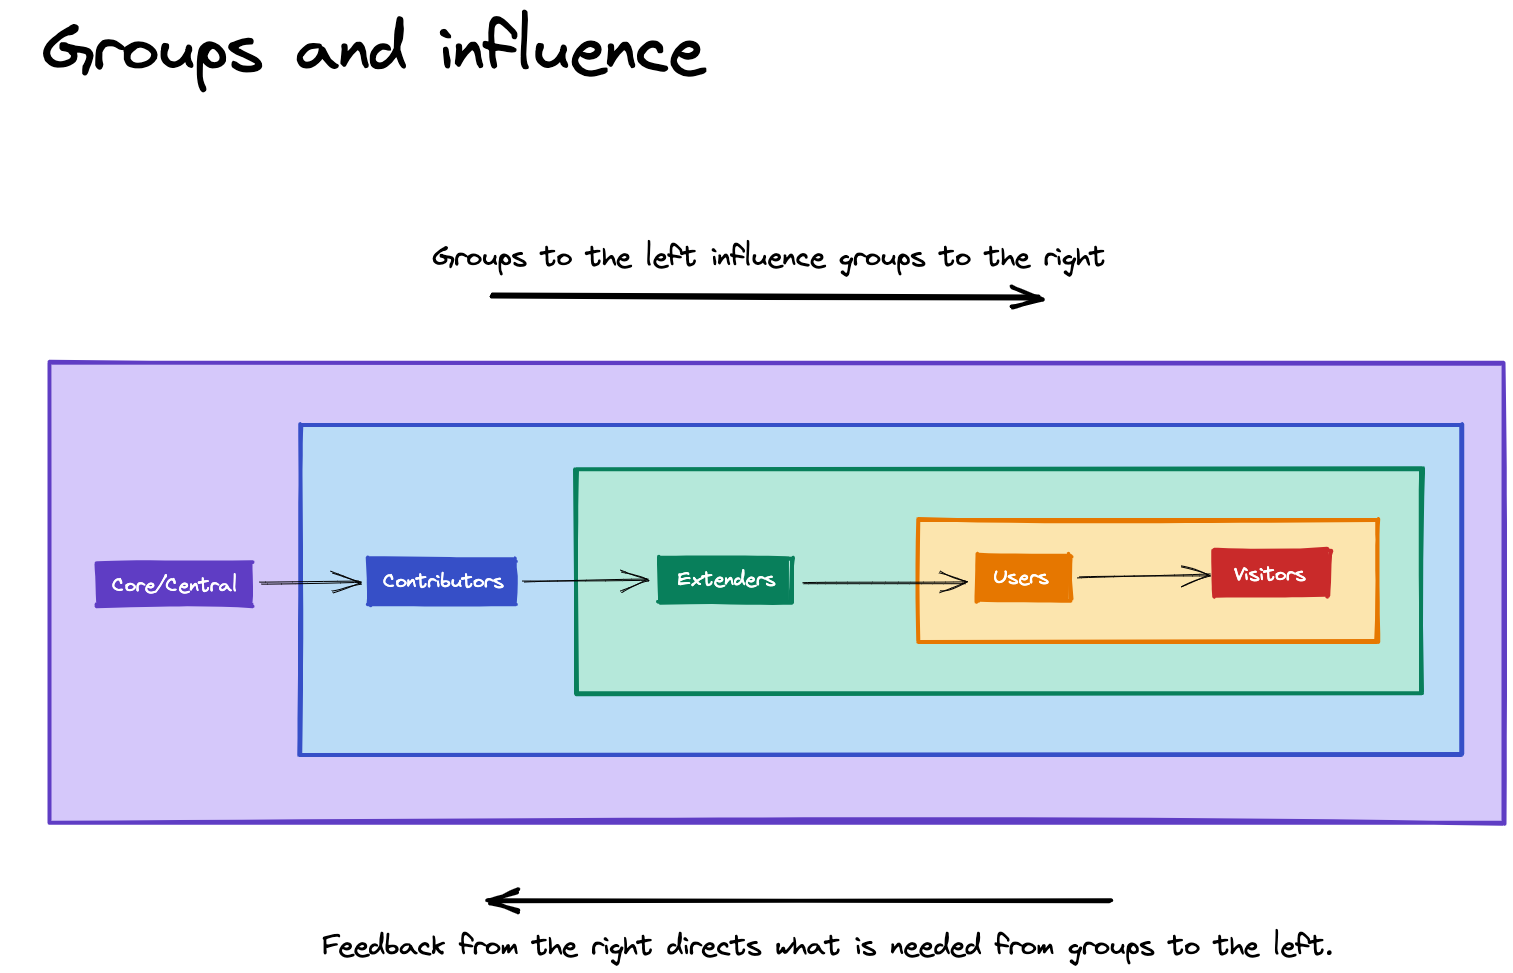 Groups and influence
Groups to the left influence groups to the right
Core/Central
Contributors
Extenders
Users
Visitors
Feedback from the right directs what is needed from groups to the left.